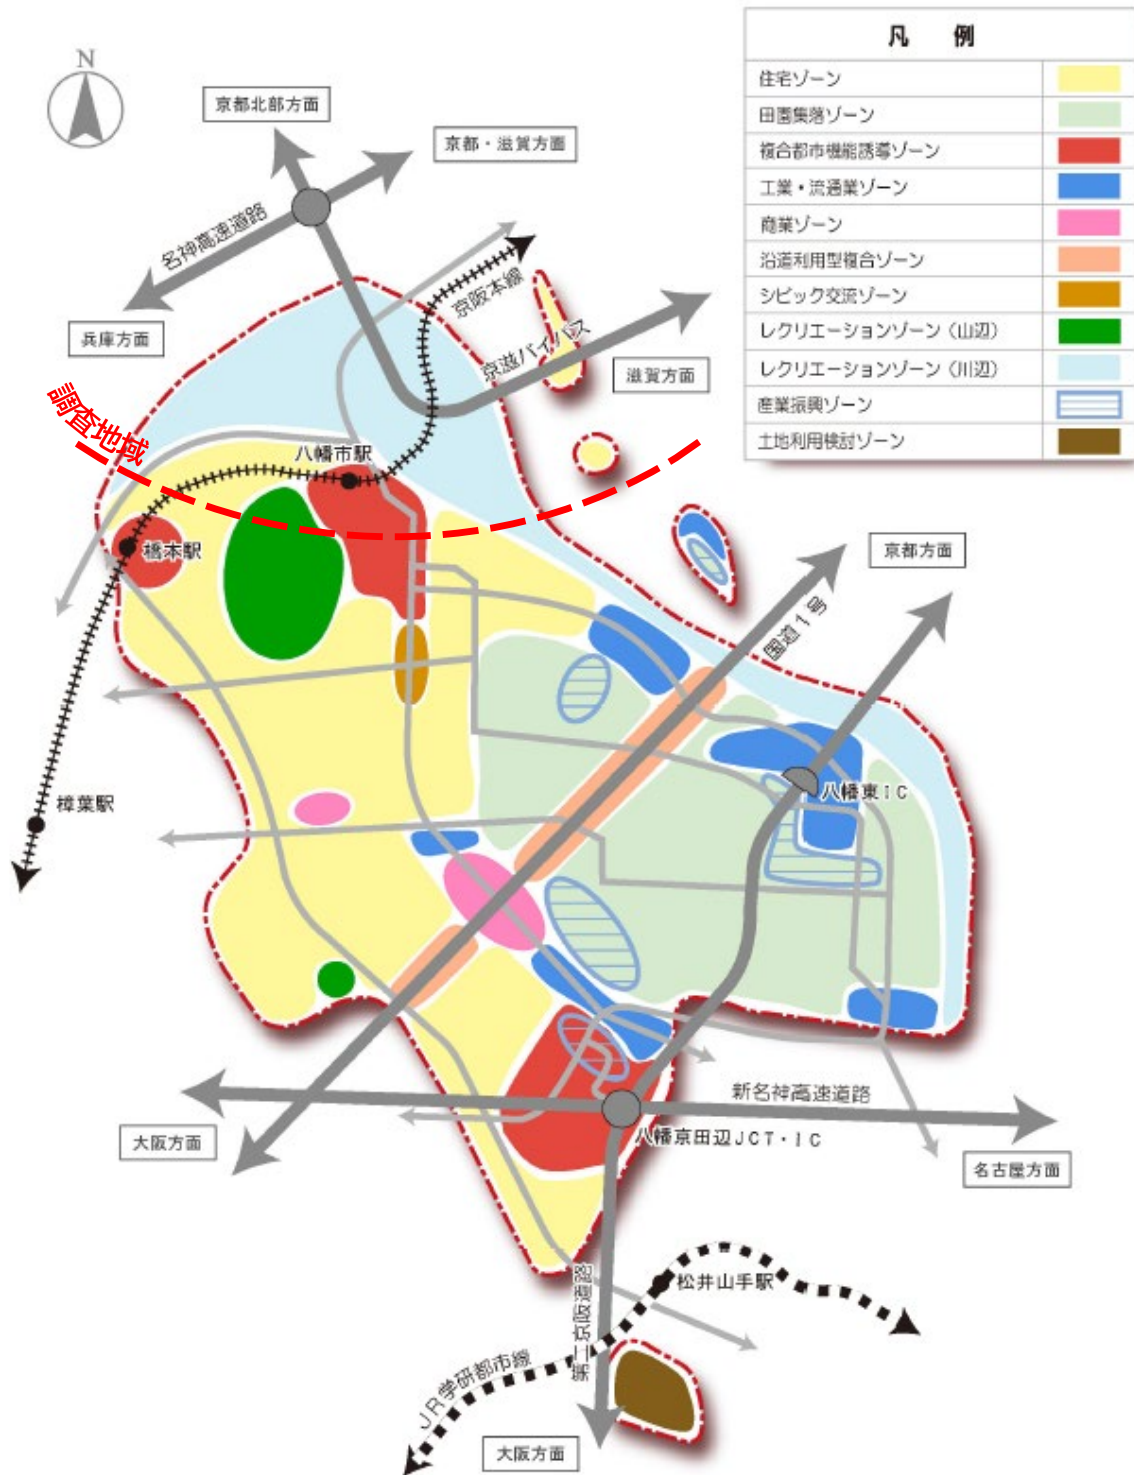 凡 例
住宅ゾーン
田園集落ゾーン
複合都市機能誘導ゾーン
工業・流通業ゾーン
商業ゾーン
沿道利用型複合ゾーン
シビック交流ゾーン
レクリエーションゾーン（山辺）
レクリエーションゾーン（川辺）
産業振興ゾーン
土地利用検討ゾーン
N
京都北部方面
京都・滋賀方面
名神高速道路
兵庫方面
京阪本線
京滋バイパス
滋賀方面
調査地域
八幡市駅
橋本駅
京都方面
国道1号
樟葉駅
八幡東IC
新名神高速道路
大阪方面
八幡京田辺JCT・IC
名古屋方面
松井山手駅
第二京阪道路
JR学研都市線
大阪方面